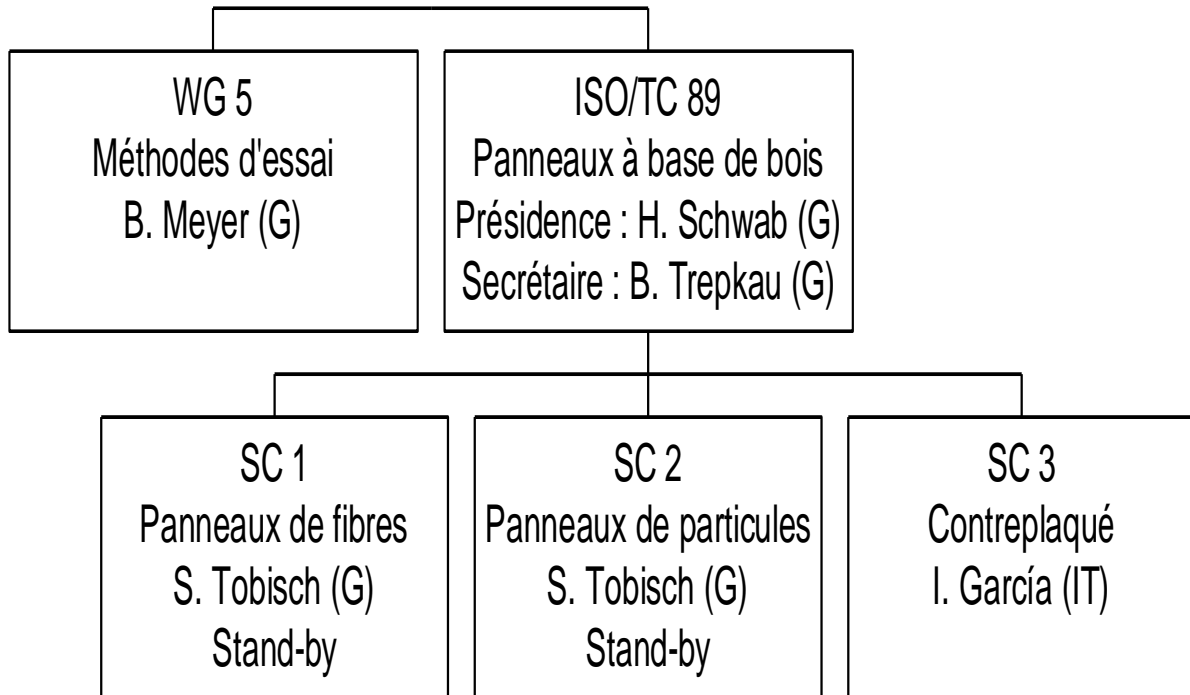 WG 5
Méthodes d'essai
B. Meyer (G)
ISO/TC 89
Panneaux à base de bois
Présidence : H. Schwab (G)
Secrétaire : B. Trepkau (G)
SC 1
Panneaux de fibres
S. Tobisch (G)
Stand-by
SC 2
Panneaux de particules
S. Tobisch (G)
Stand-by
SC 3
Contreplaqué
I. García (IT)